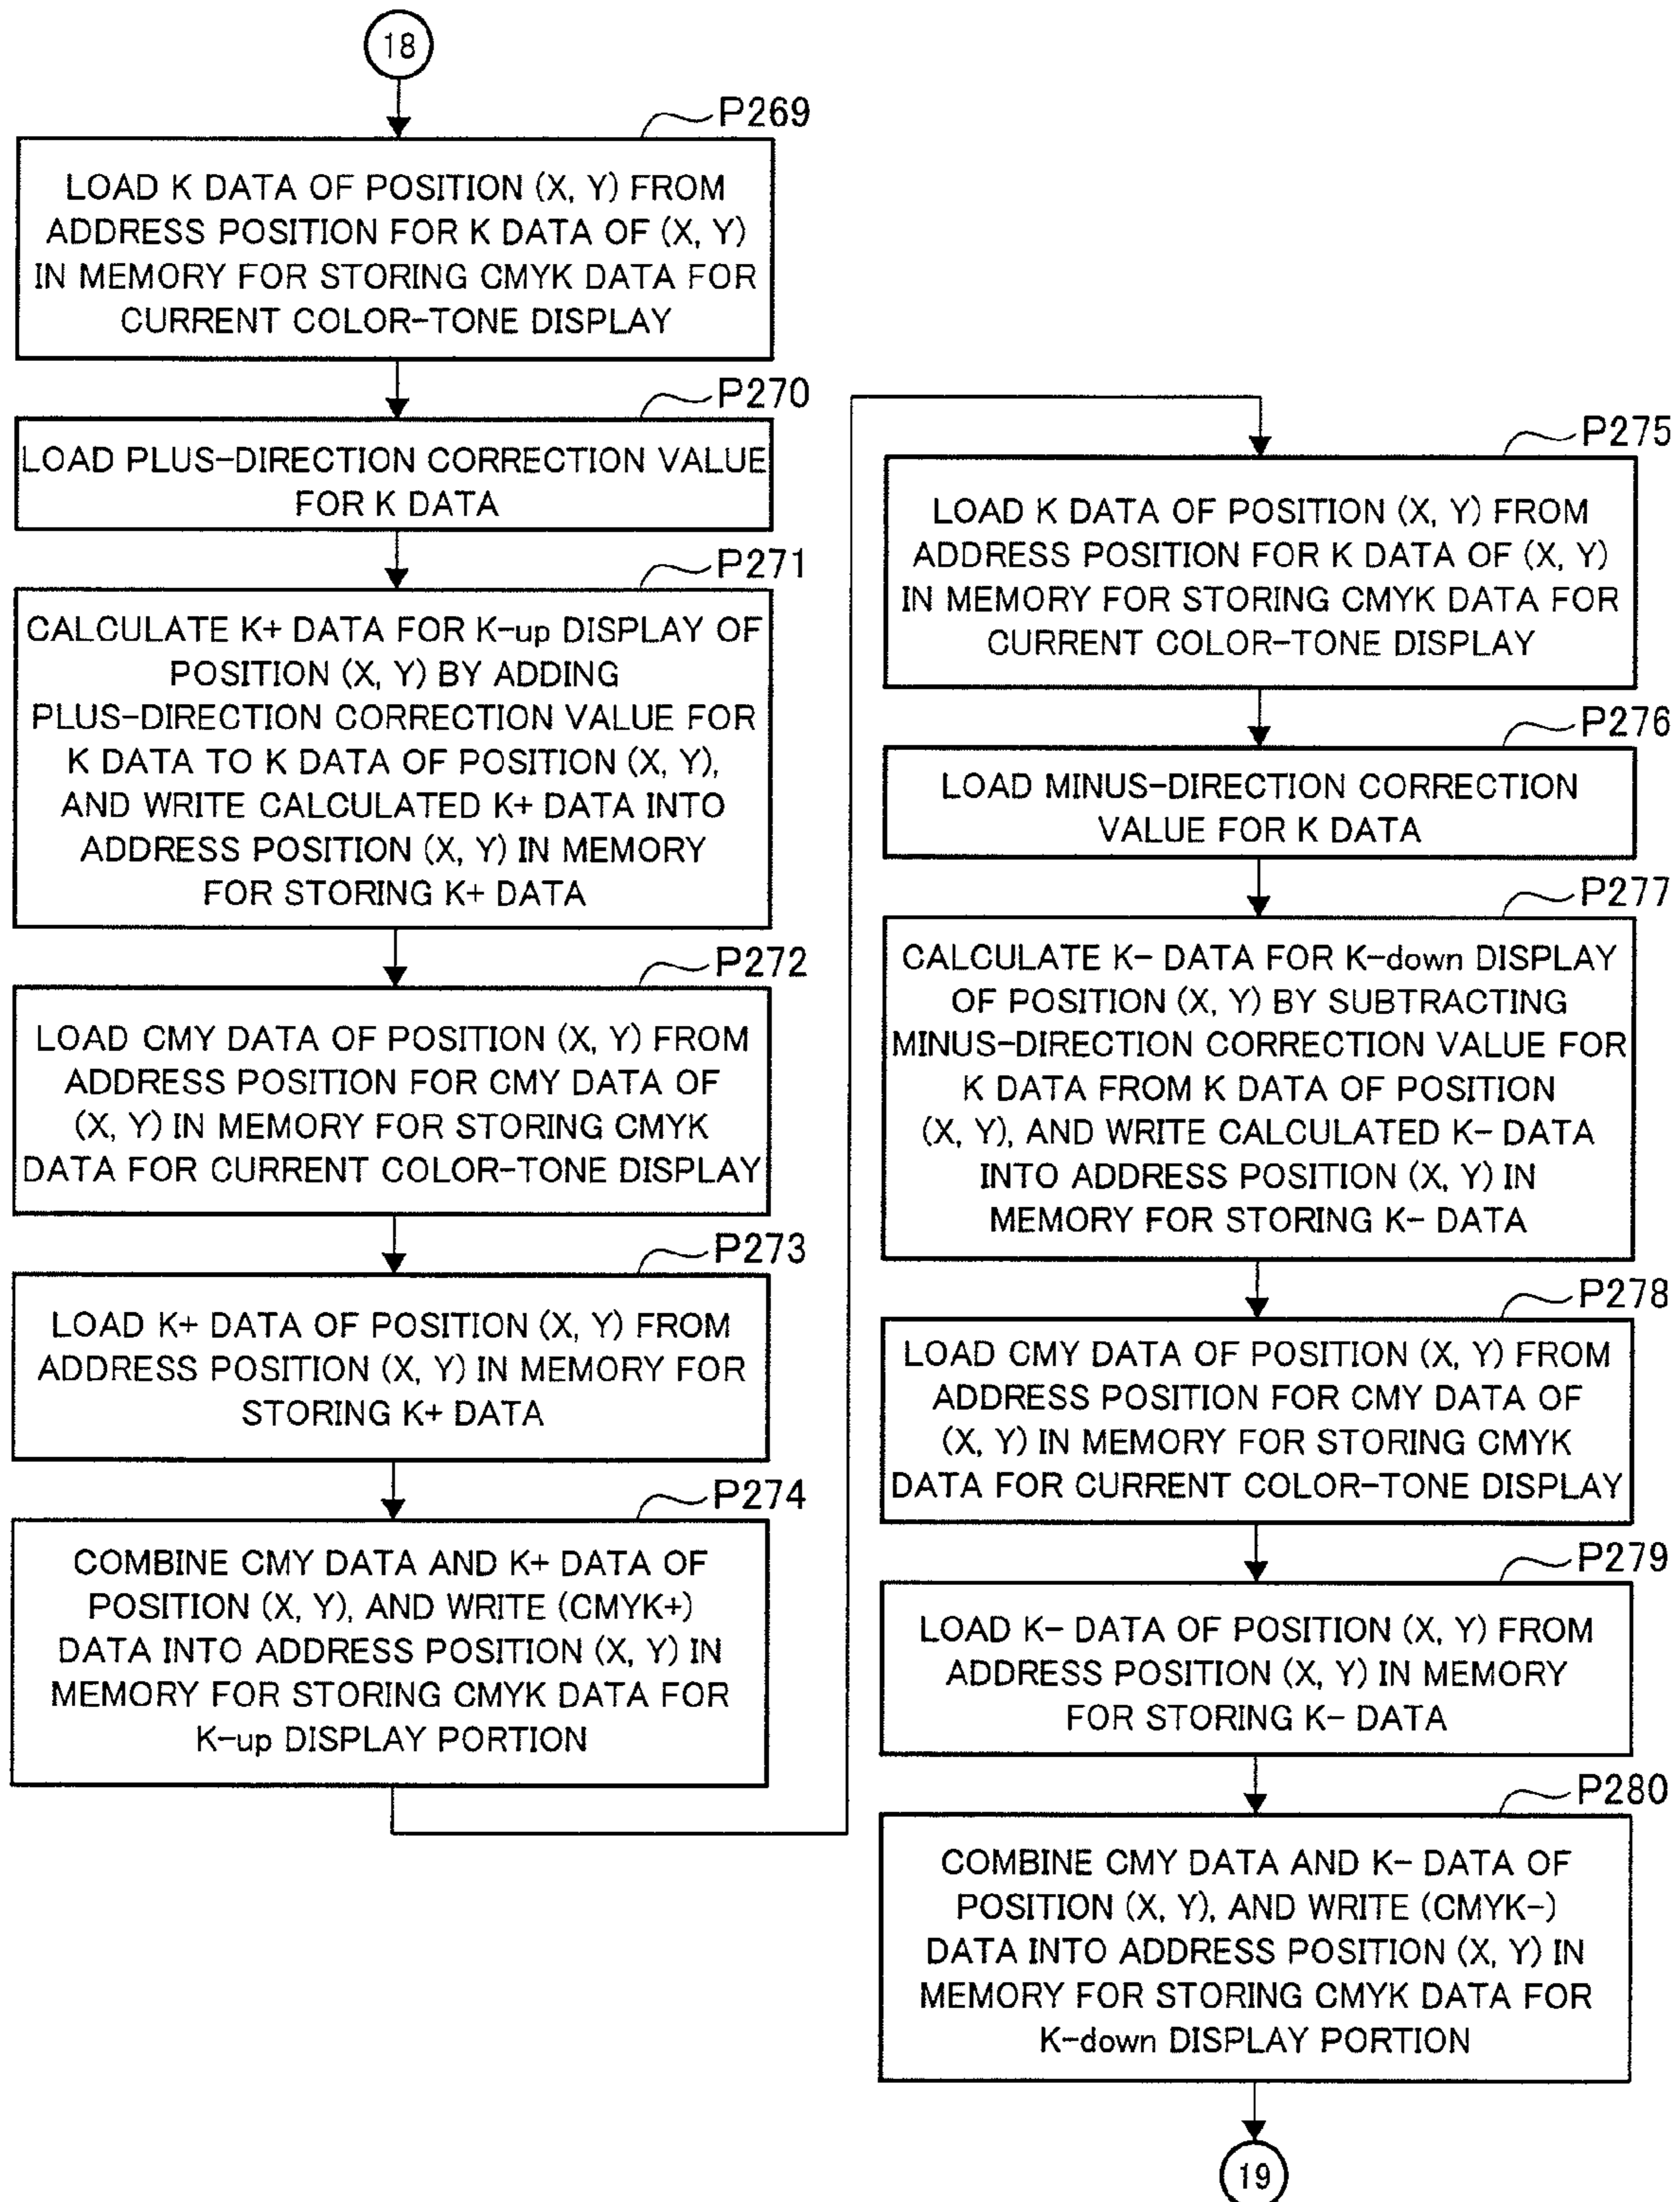 18
P269
LOAD K DATA OF POSITION (X, Y) FROM
ADDRESS POSITION FOR K DATA OF (X, Y)
IN MEMORY FOR STORING CMYK DATA FOR
CURRENT COLOR-TONE DISPLAY
P270
LOAD PLUS-DIRECTION CORRECTION VALUE
FOR K DATA
P271
CALCULATE K+ DATA FOR K-up DISPLAY OF
POSITION (X, Y) BY ADDING
PLUS-DIRECTION CORRECTION VALUE FOR
K DATA TO K DATA OF POSITION (X, Y),
AND WRITE CALCULATED K+ DATA INTO
ADDRESS POSITION (X, Y) IN MEMORY
FOR STORING K+ DATA
P272
LOAD CMY DATA OF POSITION (X, Y) FROM
ADDRESS POSITION FOR CMY DATA OF
(X, Y) IN MEMORY FOR STORING CMYK
DATA FOR CURRENT COLOR-TONE DISPLAY
P273
LOAD K+ DATA OF POSITION (X, Y) FROM
ADDRESS POSITION (X, Y) IN MEMORY FOR
STORING K+ DATA
P274
COMBINE CMY DATA AND K+ DATA OF
POSITION (X, Y), AND WRITE (CMYK+)
DATA INTO ADDRESS POSITION (X, Y) IN
MEMORY FOR STORING CMYK DATA FOR
K-up DISPLAY PORTION
P275
LOAD K DATA OF POSITION (X, Y) FROM
ADDRESS POSITION FOR K DATA OF (X, Y)
IN MEMORY FOR STORING CMYK DATA FOR
CURRENT COLOR-TONE DISPLAY
P276
LOAD MINUS-DIRECTION CORRECTION
VALUE FOR K DATA
P277
CALCULATE K- DATA FOR K-down DISPLAY
OF POSITION (X, Y) BY SUBTRACTING
MINUS-DIRECTION CORRECTION VALUE FOR
K DATA FROM K DATA OF POSITION
(X, Y), AND WRITE CALCULATED K- DATA
INTO ADDRESS POSITION (X, Y) IN
MEMORY FOR STORING K- DATA
P278
LOAD CMY DATA OF POSITION (X, Y) FROM
ADDRESS POSITION FOR CMY DATA OF
(X, Y) IN MEMORY FOR STORING CMYK
DATA FOR CURRENT COLOR-TONE DISPLAY
P279
LOAD K- DATA OF POSITION (X, Y) FROM
ADDRESS POSITION (X, Y) IN MEMORY
FOR STORING K- DATA
P280
COMBINE CMY DATA AND K- DATA OF
POSITION (X, Y), AND WRITE (CMYK-)
DATA INTO ADDRESS POSITION (X, Y) IN
MEMORY FOR STORING CMYK DATA FOR
K-down DISPLAY PORTION
19